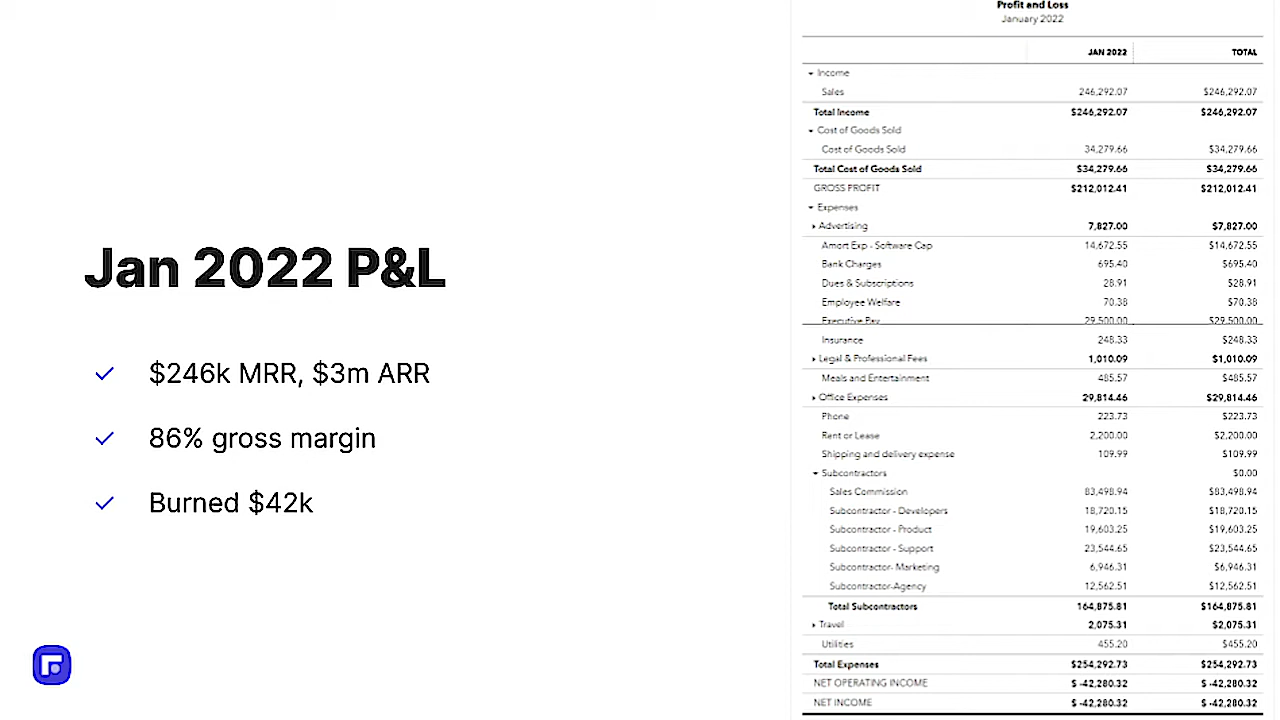 Jan 2022 P&L
$246k MRR, $3m ARR
86% gross margin
Burned $42k
Profit and Loss
January 2022
JAN 2022 TOTAL
Income
Sales 246,292.07 $246,292.07
Total Income $246,292.07 $246,292.07
Cost of Goods Sold
Cost of Goods Sold 34,279.66 $34,279.66
Total Cost of Goods Sold $34,279.66 $34,279.66
GROSS PROFIT $212,012.41 $212,012.41
Expenses
Advertising 7,827.00 $7,827.00
Amort Exp - Software Cap 14,672.55 $14,672.55
Bank Charges 695.40 $695.40
Dues & Subscriptions 28.91 $28.91
Employee Welfare 70.38 $70.38
Executive Pay 29,500.00 $29,500.00
Insurance 248.33 $248.33
Legal & Professional Fees 1,010.09 $1,010.09
Meals and Entertainment 485.57 $485.57
Office Expenses 29,814.46 $29,814.46
Phone 223.73 $223.73
Rent or Lease 2,200.00 $2,200.00
Shipping and delivery expense 109.99 $109.99
Subcontractors $0.00
Sales Commission 83,498.94 $83,498.94
Subcontractor - Developers 18,720.15 $18,720.15
Subcontractor - Product 19,603.25 $19,603.25
Subcontractor - Support 23,544.65 $23,544.65
Subcontractor- Marketing 6,946.31 $6,946.31
Subcontractor-Agency 12,562.51 $12,562.51
Total Subcontractors 164,875.81 $164,875.81
Travel 2,075.31 $2,075.31
Utilities 455.20 $455.20
Total Expenses $254,292.73 $254,292.73
NET OPERATING INCOME $ -42,280.32 $ -42,280.32
NET INCOME $ -42,280.32 $ -42,280.32